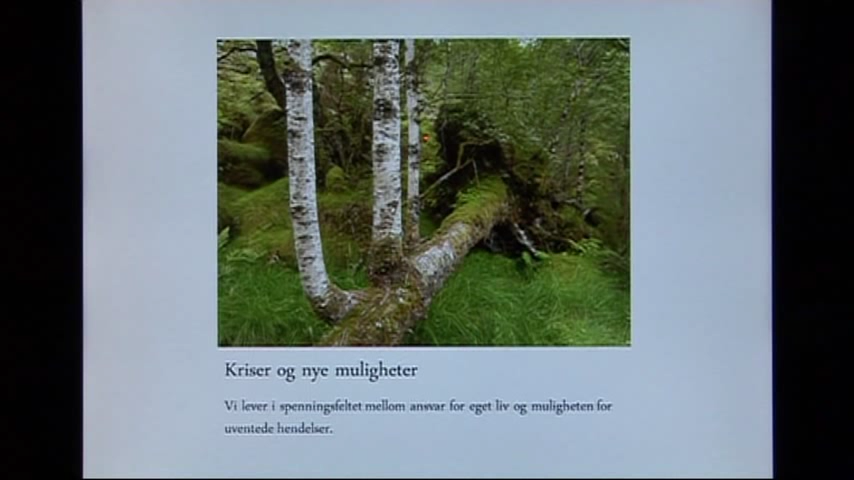 Kriser og nye muligheter
Vi lever i spenningsfeltet mellom ansvar for eget liv og muligheten for
uventede hendelser.